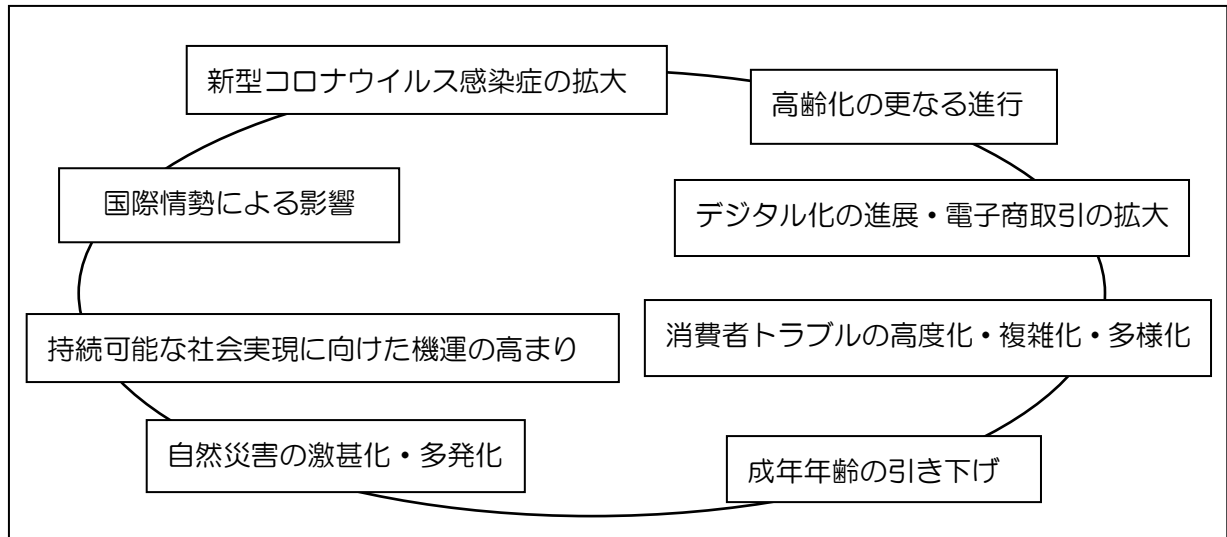 新型コロナウイルス感染症の拡大
高齢化の更なる進行
国際情勢による影響
デジタル化の進展・電子商取引の拡大
持続可能な社会実現に向けた機運の高まり
消費者トラブルの高度化・複雑化・多様化
自然災害の激甚化・多発化
成年年齢の引き下げ